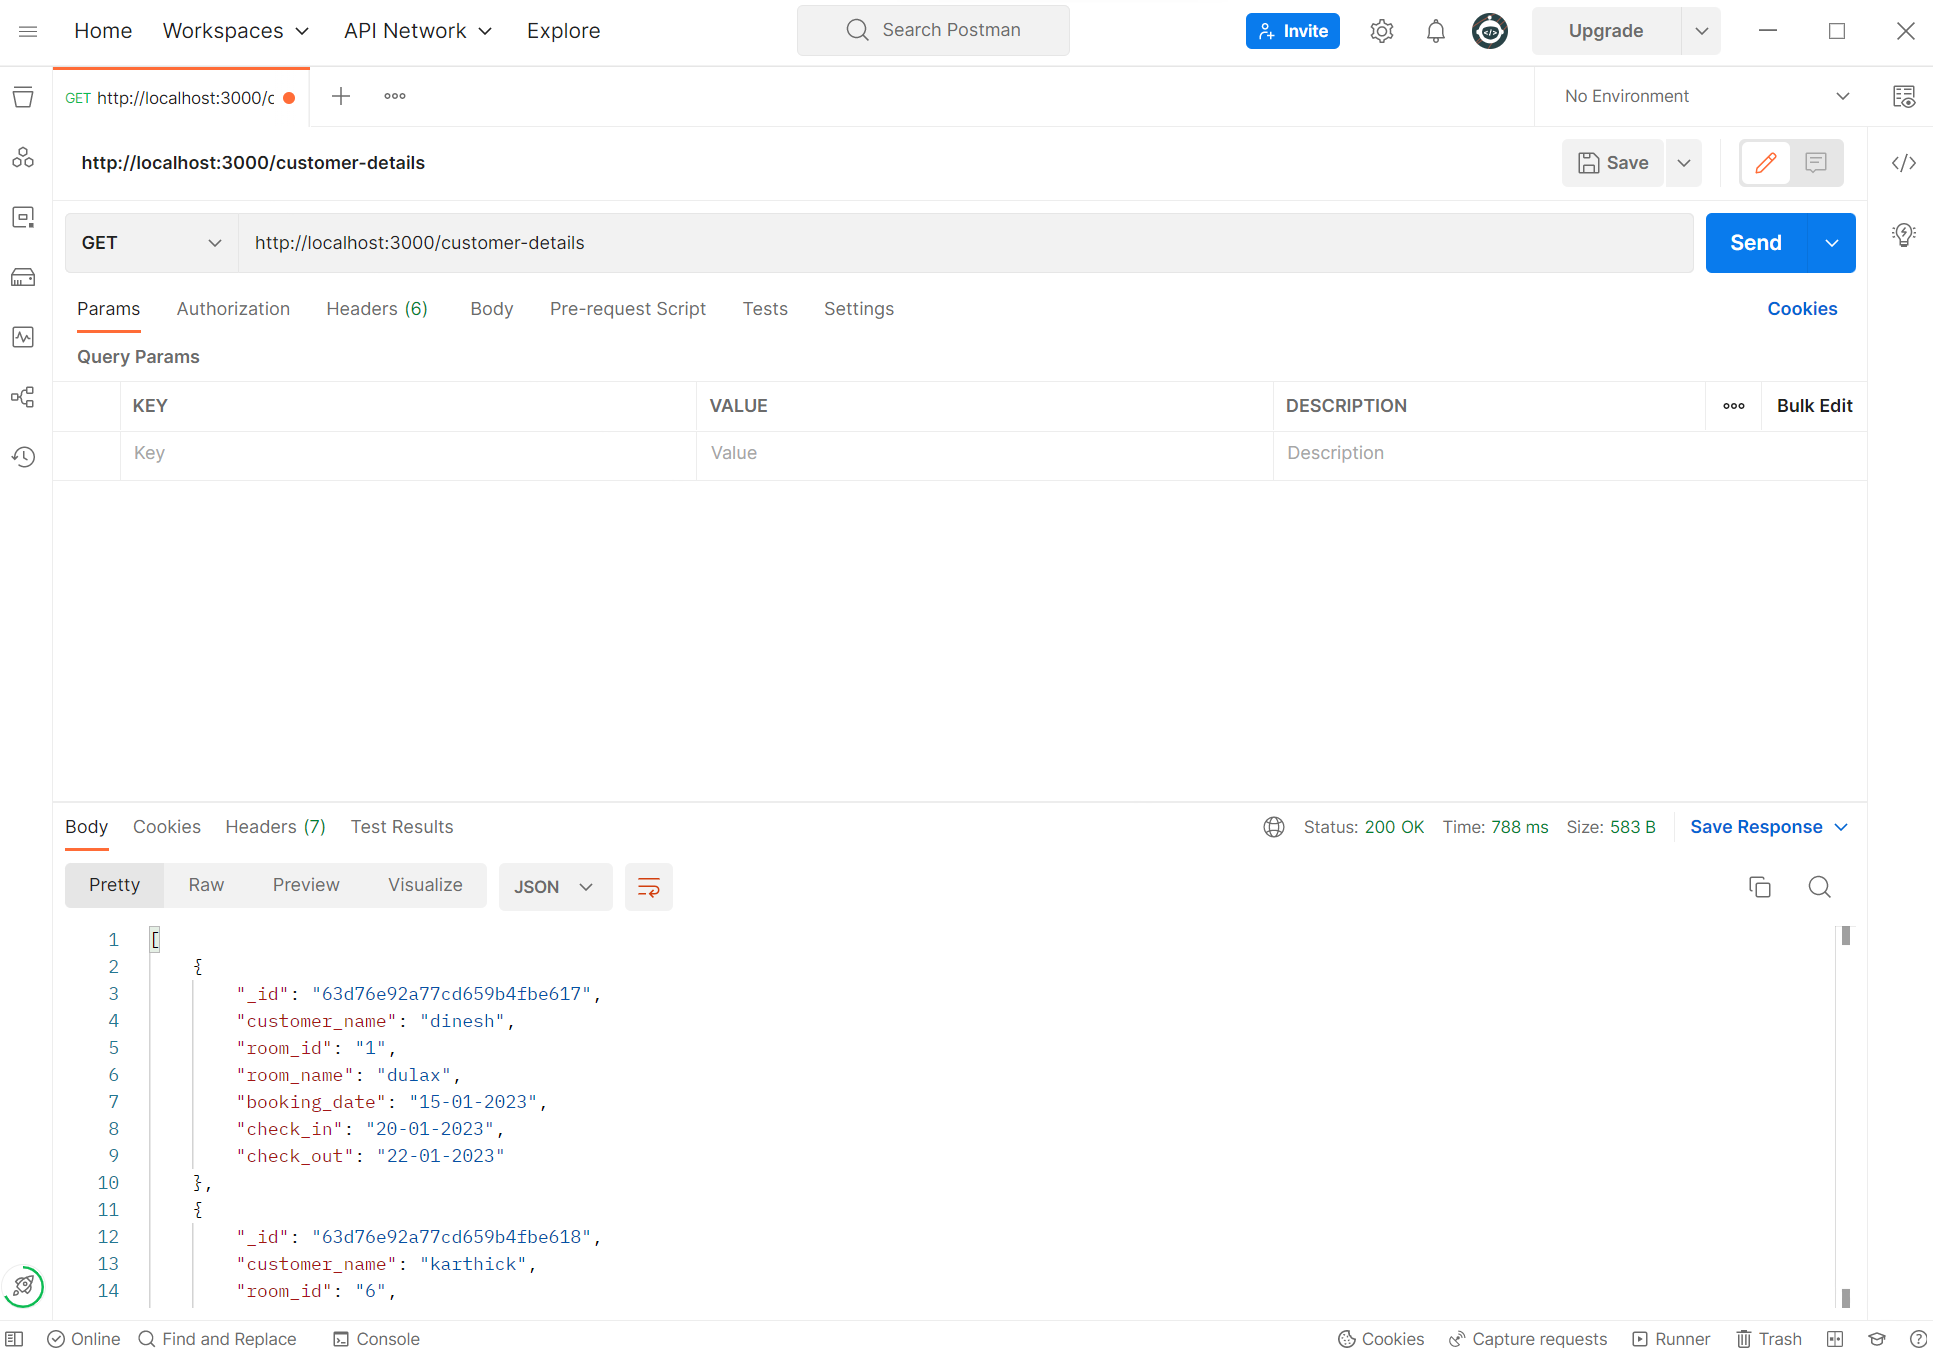 Home Workspaces API Network Explore Search Postman Invite Upgrade
GET http://localhost:3000/c No Environment
http://localhost:3000/customer-details Save
GET http://localhost:3000/customer-details Send
Params Authorization Headers (6) Body Pre-request Script Tests Settings Cookies
Query Params
KEY VALUE DESCRIPTION Bulk Edit
Key Value Description
Body Cookies Headers (7) Test Results Status: 200 OK Time: 788 ms Size: 583 B Save Response
Pretty Raw Preview Visualize JSON
1 [
2 {
3 "_id": "63d76e92a77cd659b4fbe617",
4 "customer_name": "dinesh",
5 "room_id": "1",
6 "room_name": "dulax",
7 "booking_date": "15-01-2023",
8 "check_in": "20-01-2023",
9 "check_out": "22-01-2023"
10 },
11 {
12 "_id": "63d76e92a77cd659b4fbe618",
13 "customer_name": "karthick",
14 "room_id": "6",
Online Find and Replace Console Cookies Capture requests Runner Trash